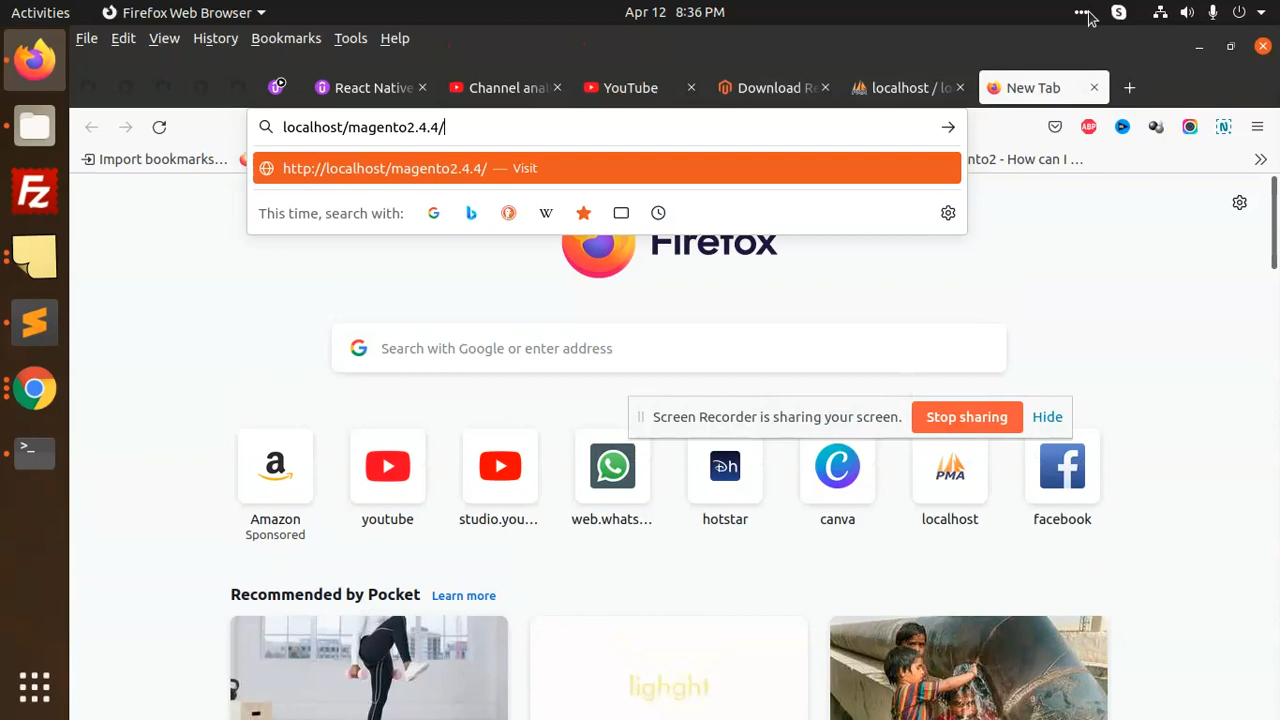 Activities Firefox Web Browser Apr 12 8:36 PM
File Edit View History Bookmarks Tools Help
React Native Channel anal YouTube Download Re localhost / lo New Tab
localhost/magento2.4.4/
Import bookmarks... http://localhost/magento2.4.4/ — Visit to2 - How can I ...
This time, search with:
Firefox
Search with Google or enter address
Screen Recorder is sharing your screen. Stop sharing Hide
Amazon youtube studio.you... web.whats... hotstar canva localhost facebook
Sponsored
Recommended by Pocket Learn more
lighght